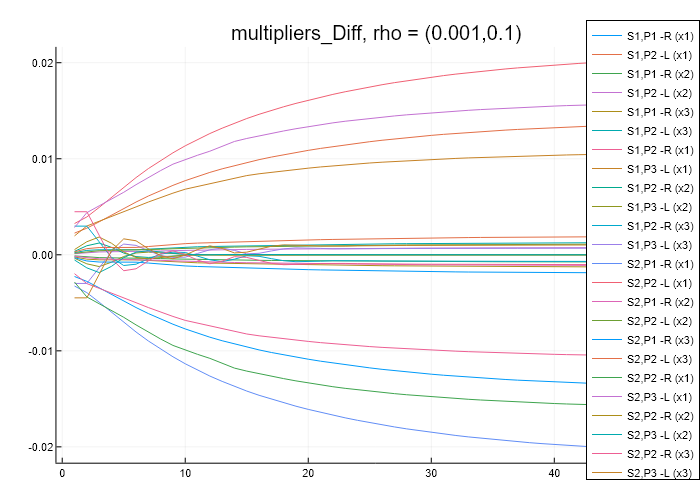 multipliers_Diff, rho = (0.001,0.1)
S1,P1 -R (x1)
S1,P2 -L (x1)
S1,P1 -R (x2)
S1,P2 -L (x2)
S1,P1 -R (x3)
S1,P2 -L (x3)
S1,P2 -R (x1)
S1,P3 -L (x1)
S1,P2 -R (x2)
S1,P3 -L (x2)
S1,P2 -R (x3)
S1,P3 -L (x3)
S2,P1 -R (x1)
S2,P2 -L (x1)
S2,P1 -R (x2)
S2,P2 -L (x2)
S2,P1 -R (x3)
S2,P2 -L (x3)
S2,P2 -R (x1)
S2,P3 -L (x1)
S2,P2 -R (x2)
S2,P3 -L (x2)
S2,P2 -R (x3)
S2,P3 -L (x3)
0.02
0.01
0.00
-0.01
-0.02
0
10
20
30
40